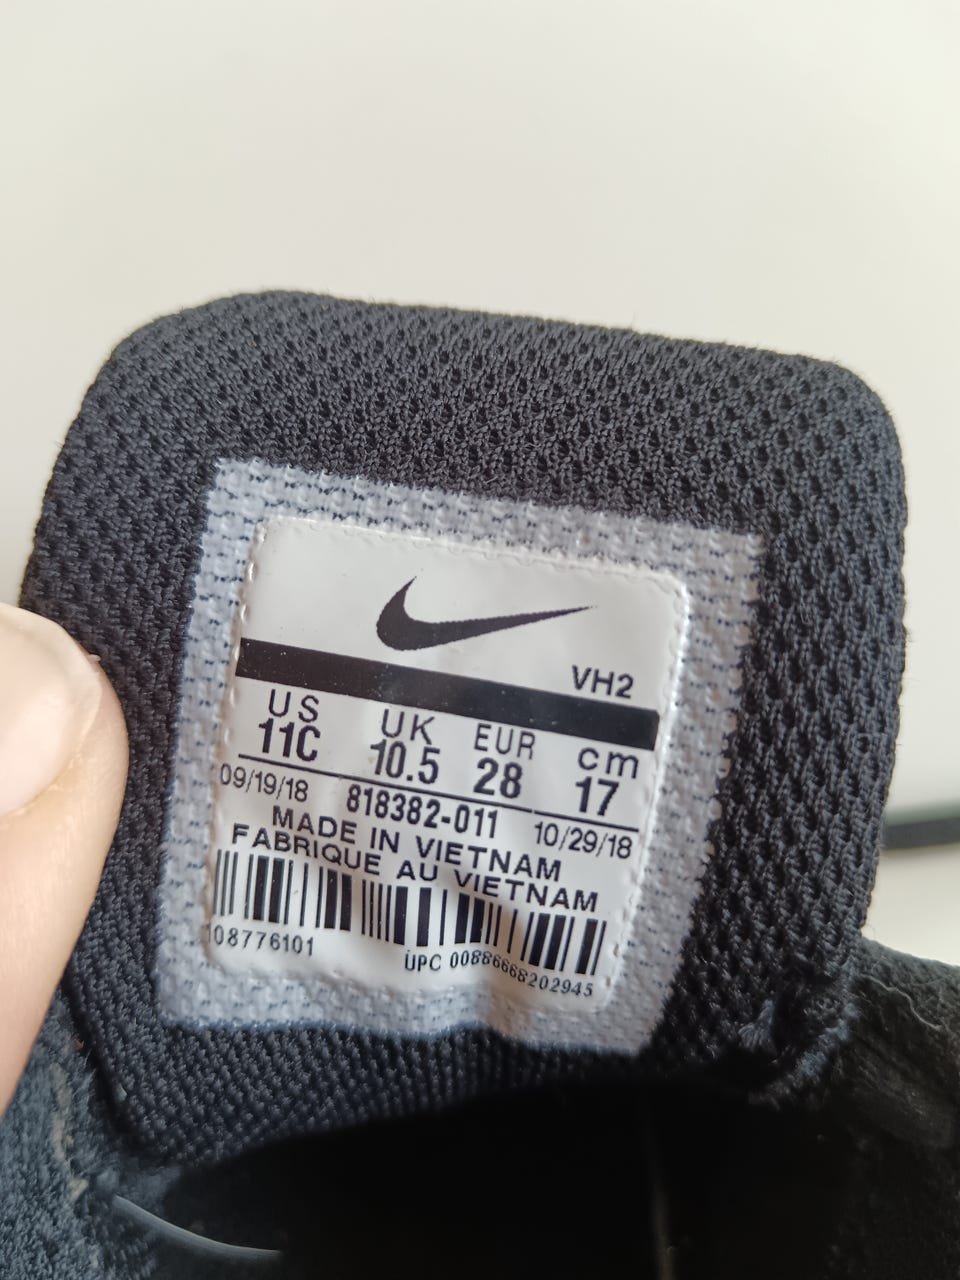 VH2
US UK EUR cm
11C 10.5 28 17
09/19/18 818382-011 10/29/18
MADE IN VIETNAM
FABRIQUE AU VIETNAM
108776101 UPC 00886668202945